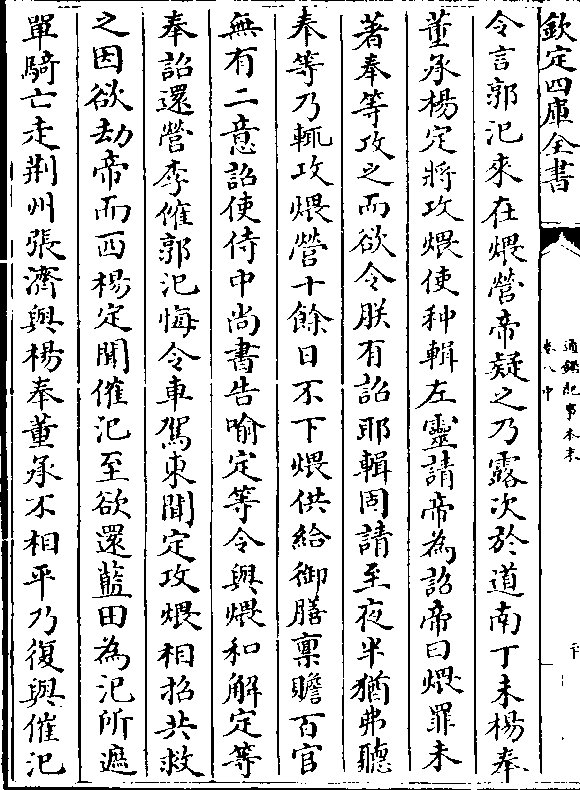 欽定四庫全書
通鑑紀事本末
卷八中
令言郭汜來在煨營帝疑之乃露次於道南丁未楊奉
董承楊定將攻煨使种輯左靈請帝為詔帝曰煨罪未
著奉等攻之而欲令朕有詔耶輯固請至夜半猶弗聽
奉等乃輒攻煨營十餘日不下煨供給御膳禀贍百官
無有二意詔使侍中尚書告喻定等令與煨和解定等
奉詔還營李傕郭汜悔令車駕東聞定攻煨相招共救
之因欲劫帝而西楊定聞傕汜至欲還藍田為汜所遮
單騎亡走荆州張濟與楊奉董承不相平乃復與傕汜